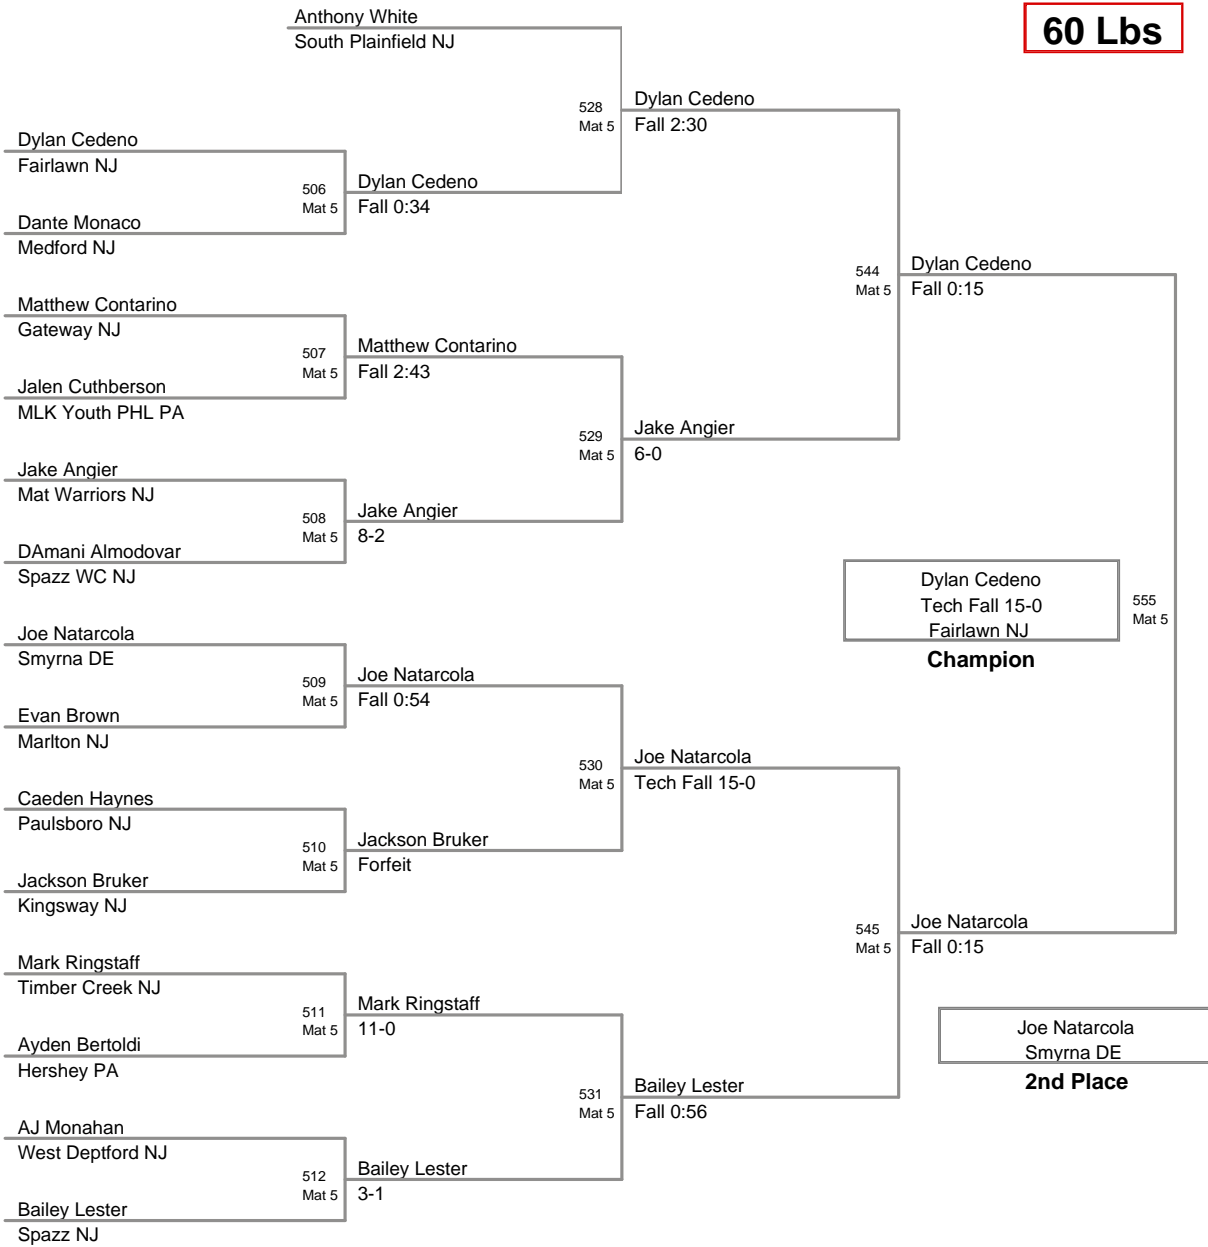 Anthony White
South Plainfield NJ
60 Lbs
528
Mat 5
Dylan Cedeno
Fall 2:30
Dylan Cedeno
Fairlawn NJ
506
Mat 5
Dylan Cedeno
Fall 0:34
Dante Monaco
Medford NJ
544
Mat 5
Dylan Cedeno
Fall 0:15
Matthew Contarino
Gateway NJ
507
Mat 5
Matthew Contarino
Fall 2:43
Jalen Cuthberson
MLK Youth PHL PA
529
Mat 5
Jake Angier
6-0
Jake Angier
Mat Warriors NJ
508
Mat 5
Jake Angier
8-2
DAmani Almodovar
Spazz WC NJ
Dylan Cedeno
Tech Fall 15-0
Fairlawn NJ
Champion
555
Mat 5
Joe Natarcola
Smyrna DE
509
Mat 5
Joe Natarcola
Fall 0:54
Evan Brown
Marlton NJ
530
Mat 5
Joe Natarcola
Tech Fall 15-0
Caeden Haynes
Paulsboro NJ
510
Mat 5
Jackson Bruker
Forfeit
Jackson Bruker
Kingsway NJ
545
Mat 5
Joe Natarcola
Fall 0:15
Mark Ringstaff
Timber Creek NJ
511
Mat 5
Mark Ringstaff
11-0
Ayden Bertoldi
Hershey PA
Joe Natarcola
Smyrna DE
2nd Place
531
Mat 5
Bailey Lester
Fall 0:56
AJ Monahan
West Deptford NJ
512
Mat 5
Bailey Lester
3-1
Bailey Lester
Spazz NJ